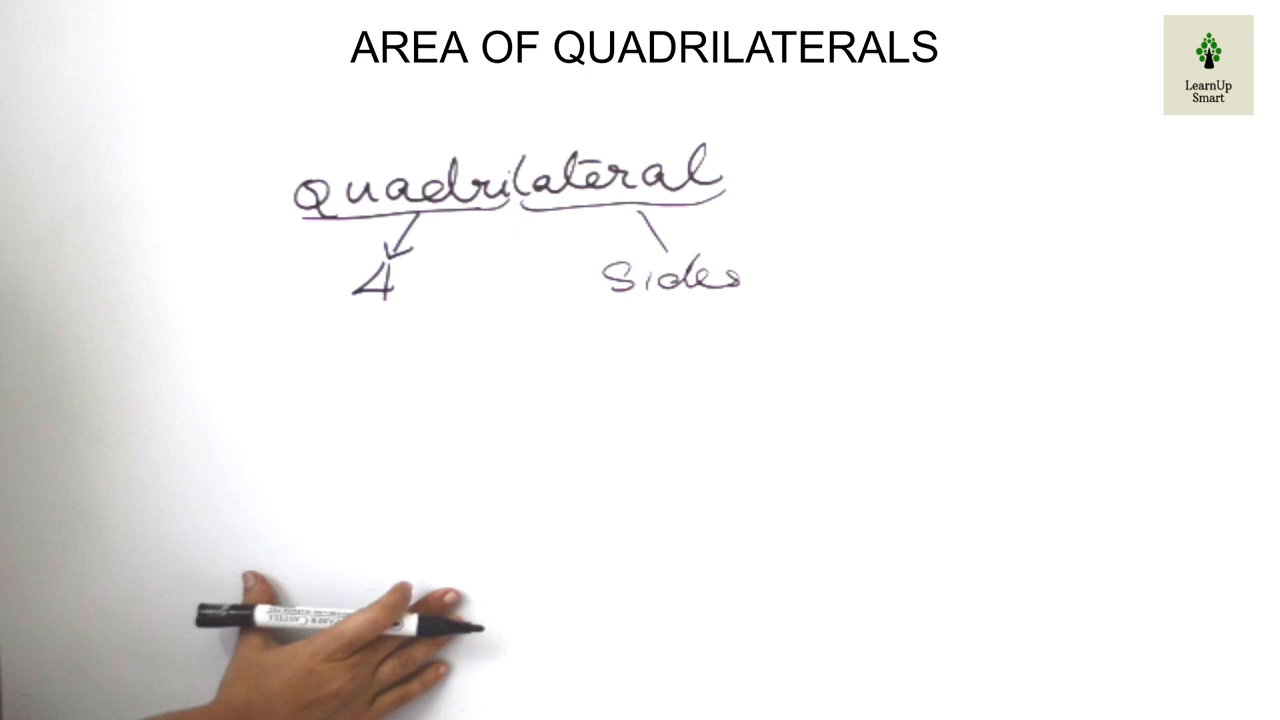 AREA OF QUADRILATERALS
LearnUp
Smart
Quadrilateral
4 Sides